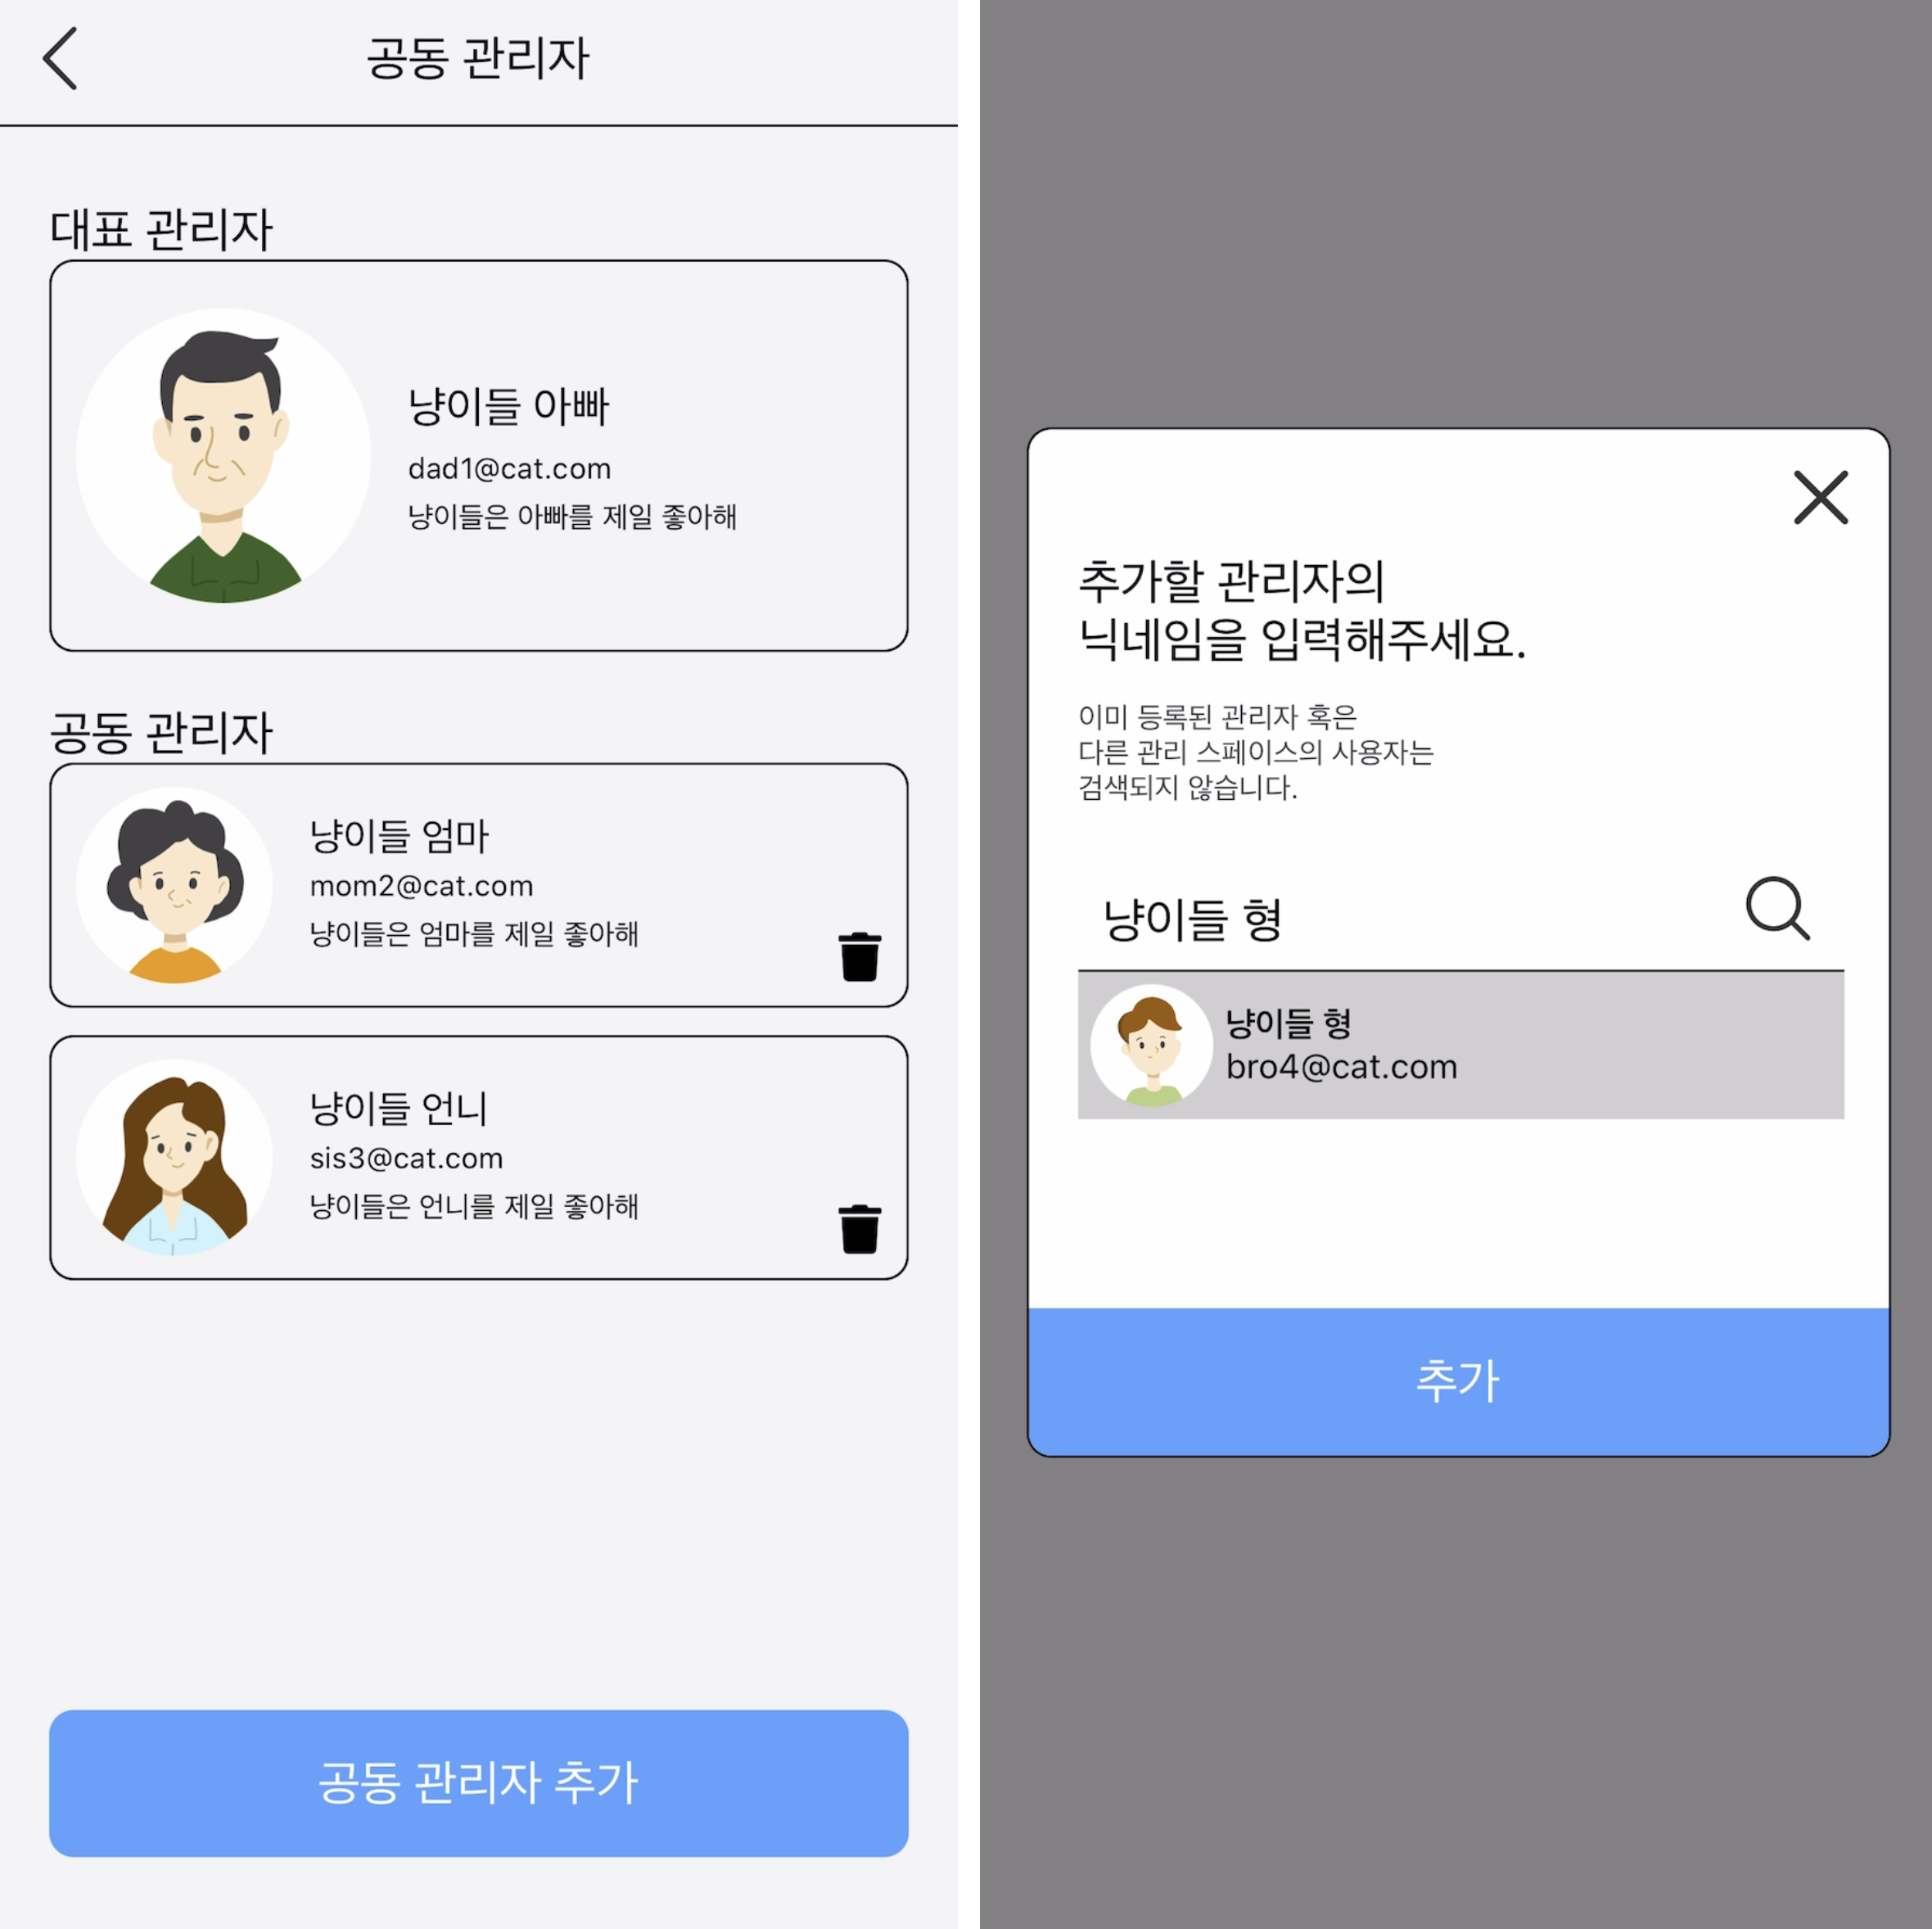 공동 관리자
대표 관리자
냥이들 아빠
dad1@cat.com
냥이들은 아빠를 제일 좋아해
공동 관리자
냥이들 엄마
mom2@cat.com
냥이들은 엄마를 제일 좋아해
냥이들 언니
sis3@cat.com
냥이들은 언니를 제일 좋아해
공동 관리자 추가
추가할 관리자의
닉네임을 입력해주세요.
이미 등록된 관리자 혹은
다른 관리 스페이스의 사용자는
검색되지 않습니다.
냥이들 형
냥이들 형
bro4@cat.com
추가